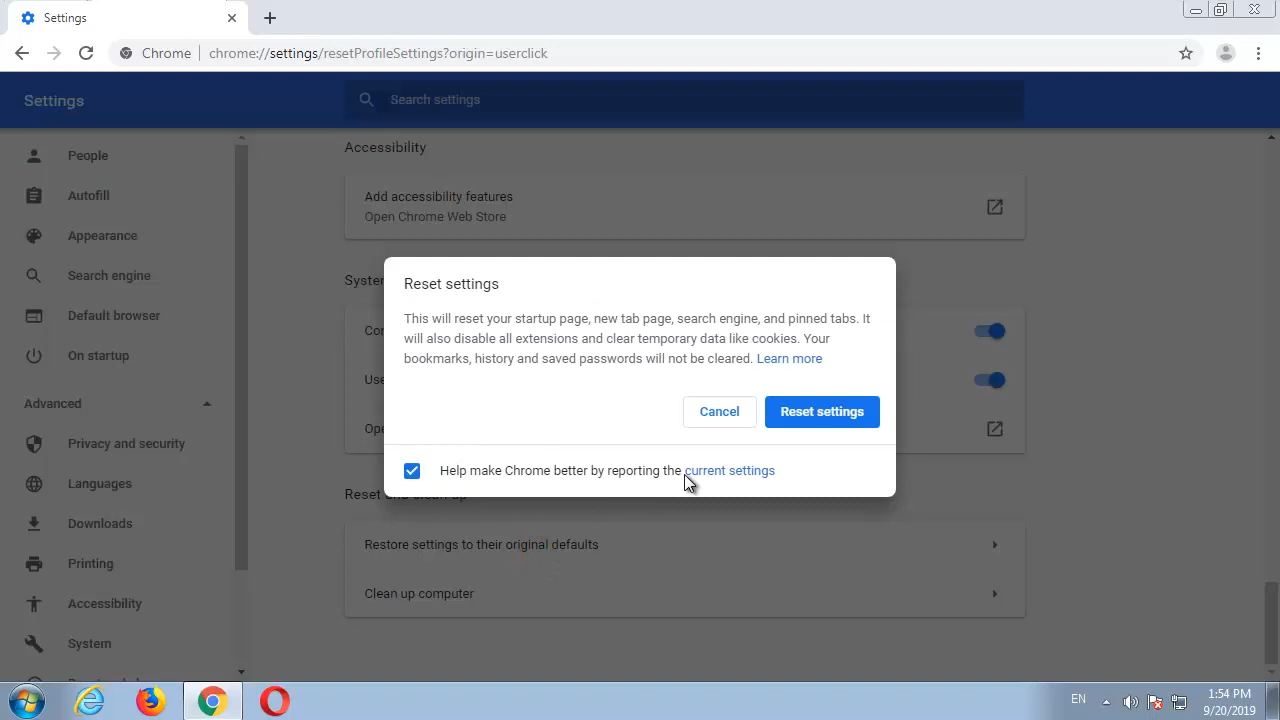 Settings
Chrome | chrome://settings/resetProfileSettings?origin=userclick
Settings
Search settings
People
Autofill
Appearance
Search engine
Default browser
On startup
Advanced
Privacy and security
Languages
Downloads
Printing
Accessibility
System
Accessibility
Add accessibility features
Open Chrome Web Store
Reset settings
This will reset your startup page, new tab page, search engine, and pinned tabs. It
will also disable all extensions and clear temporary data like cookies. Your
bookmarks, history and saved passwords will not be cleared. Learn more
Cancel
Reset settings
Help make Chrome better by reporting the current settings
Restore settings to their original defaults
Clean up computer
EN
1:54 PM
9/20/2019